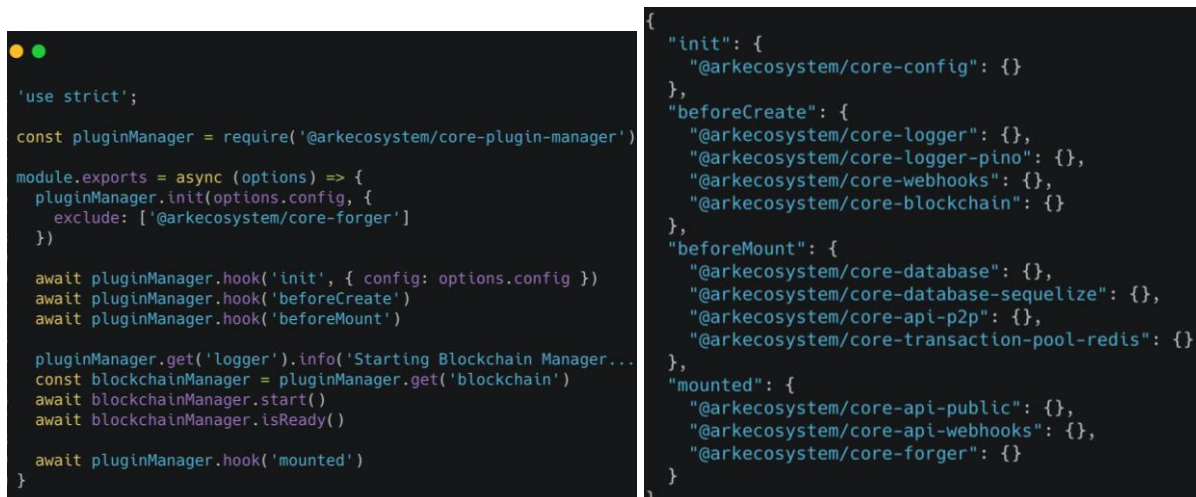 'use strict';
const pluginManager = require('@arkecosystem/core-plugin-manager')
module.exports = async (options) => {
  pluginManager.init(options.config, {
    exclude: ['@arkecosystem/core-forger']
  })
  await pluginManager.hook('init', { config: options.config })
  await pluginManager.hook('beforeCreate')
  await pluginManager.hook('beforeMount')
  pluginManager.get('logger').info('Starting Blockchain Manager...
  const blockchainManager = pluginManager.get('blockchain')
  await blockchainManager.start()
  await blockchainManager.isReady()
  await pluginManager.hook('mounted')
}
{
  "init": {
    "@arkecosystem/core-config": {}
  },
  "beforeCreate": {
    "@arkecosystem/core-logger": {},
    "@arkecosystem/core-logger-pino": {},
    "@arkecosystem/core-webhooks": {},
    "@arkecosystem/core-blockchain": {}
  },
  "beforeMount": {
    "@arkecosystem/core-database": {},
    "@arkecosystem/core-database-sequelize": {},
    "@arkecosystem/core-api-p2p": {},
    "@arkecosystem/core-transaction-pool-redis": {}
  },
  "mounted": {
    "@arkecosystem/core-api-public": {},
    "@arkecosystem/core-api-webhooks": {},
    "@arkecosystem/core-forger": {}
  }
}